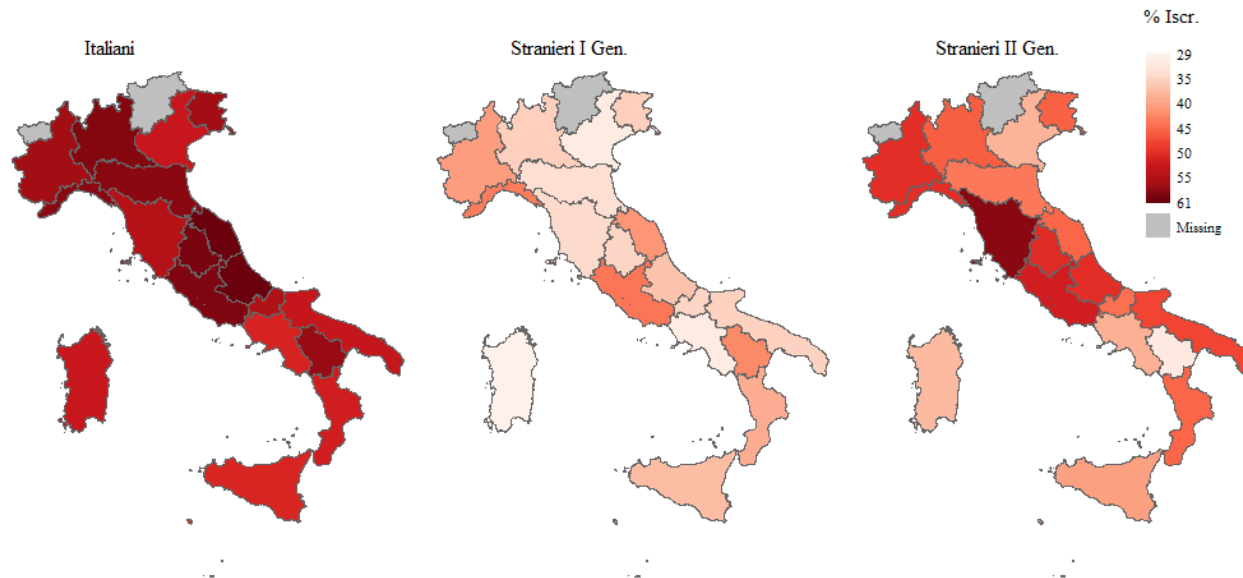 % Iscr.
Italiani
Stranieri I Gen.
Stranieri II Gen.
29
35
40
45
50
55
61
Missing